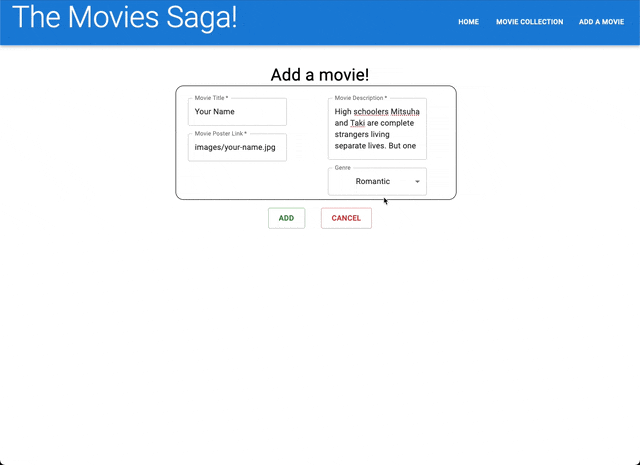 The Movies Saga!
HOME MOVIE COLLECTION ADD A MOVIE
Add a movie!
Movie Title *
Your Name
Movie Poster Link *
images/your-name.jpg
Movie Description *
High schoolers Mitsuha
and Taki are complete
strangers living
separate lives. But one
Genre
Romantic
ADD CANCEL